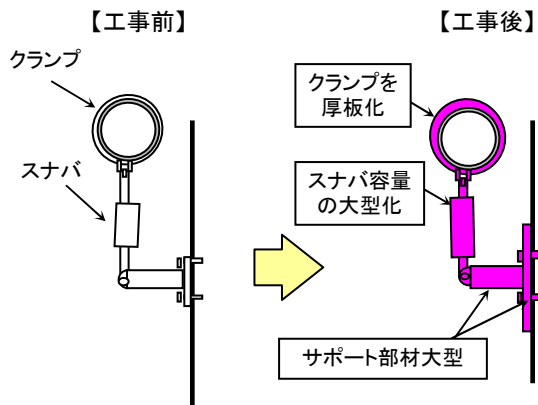 【工事前】
【工事後】
クランプ
スナバ
クランプを
厚板化
スナバ容量
の大型化
サポート部材大型